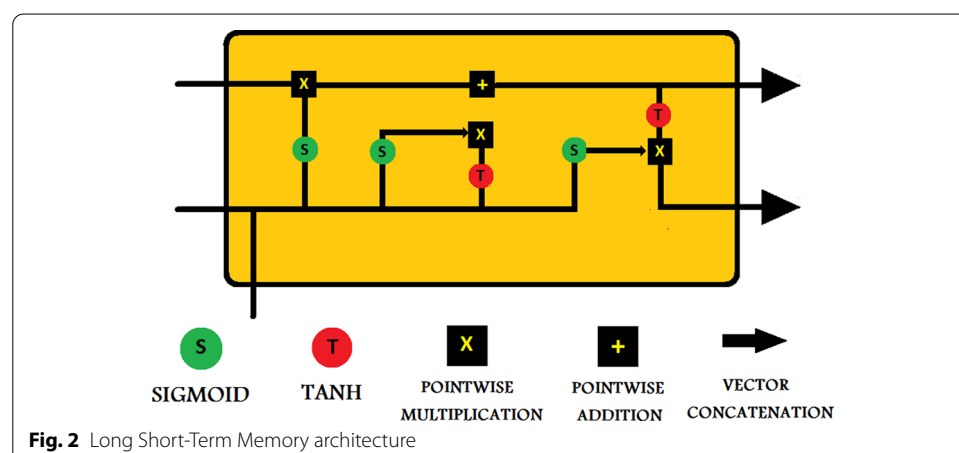 X
+
T
S
S
X
S
X
T
S
T
X
+
SIGMOID
TANH
POINTWISE
MULTIPLICATION
POINTWISE
ADDITION
VECTOR
CONCATENATION
Fig. 2 Long Short-Term Memory architecture